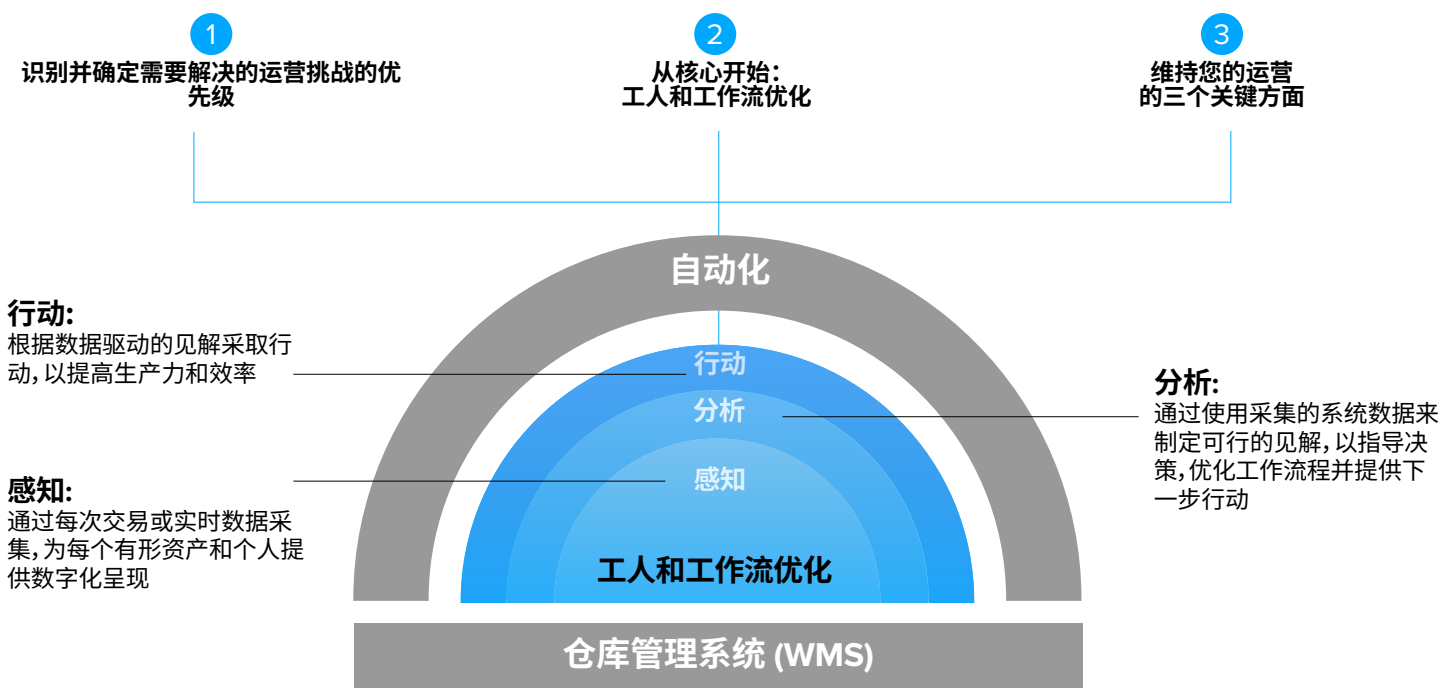 1
识别并确定需要解决的运营挑战的优
先级
2
从核心开始：
工人和工作流优化
3
维持您的运营
的三个关键方面
自动化
行动:
根据数据驱动的见解采取行
动，以提高生产力和效率
行动
分析
感知
工人和工作流优化
分析:
通过使用采集的系统数据来
制定可行的见解，以指导决
策，优化工作流程并提供下
一步行动
感知:
通过每次交易或实时数据采
集，为每个有形资产和个人提
供数字化呈现
仓库管理系统 (WMS)